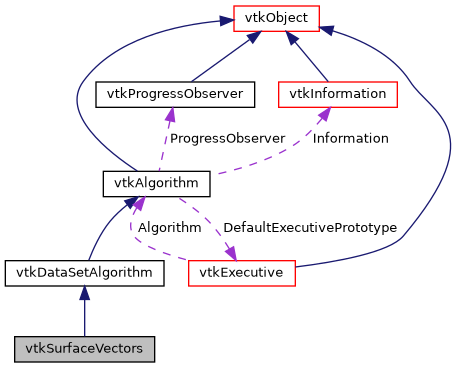 vtkObject
vtkProgressObserver
vtkInformation
ProgressObserver
Information
vtkAlgorithm
Algorithm
DefaultExecutivePrototype
vtkDataSetAlgorithm
vtkExecutive
vtkSurfaceVectors